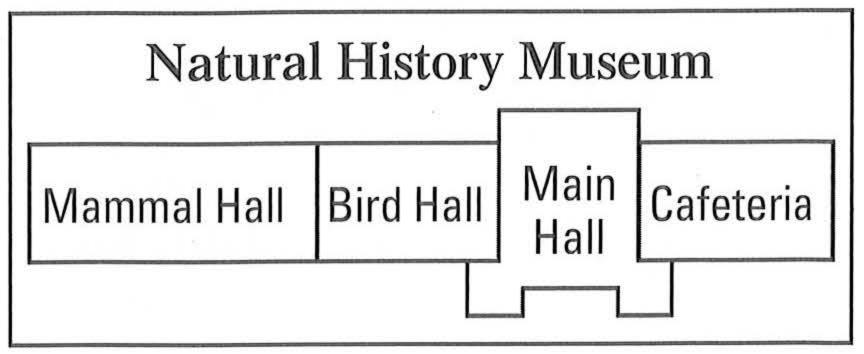 Natural History Museum
Mammal Hall
Bird Hall
Main
Hall
Cafeteria